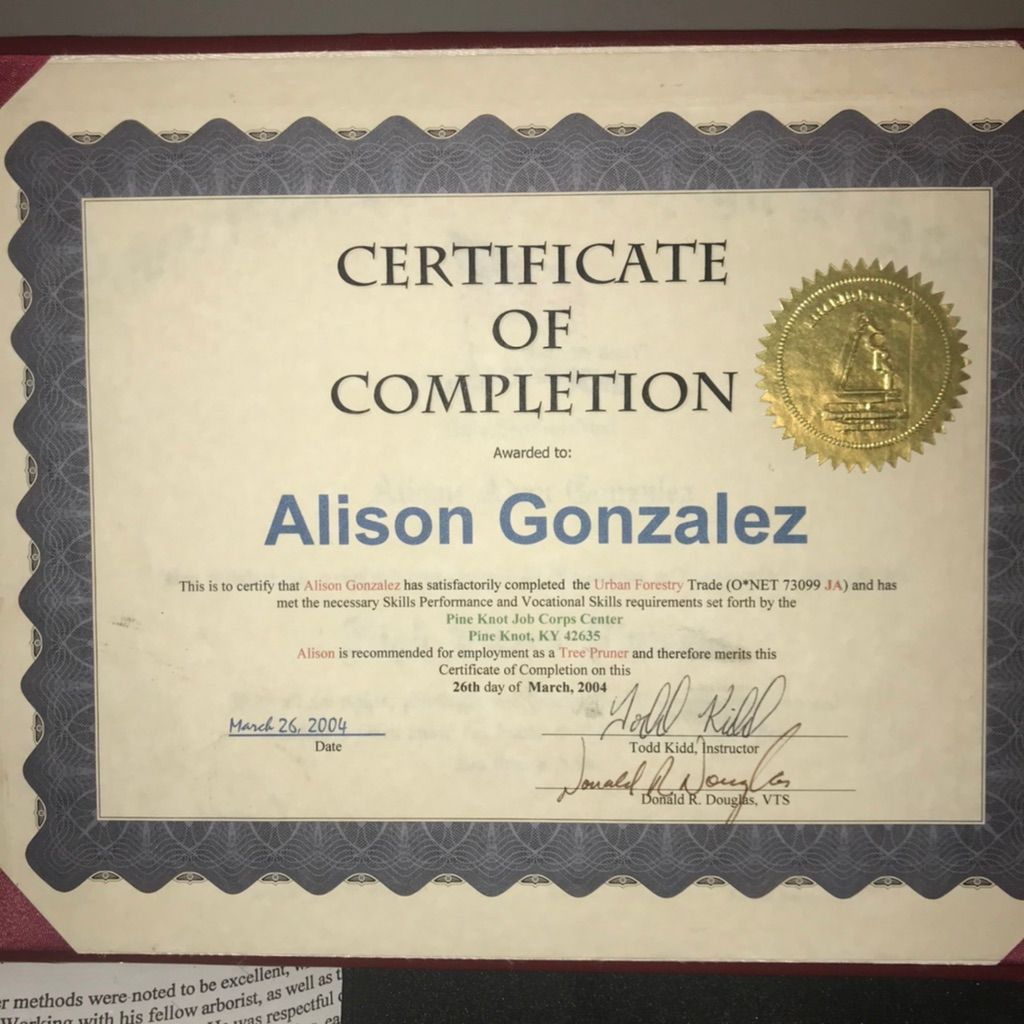 CERTIFICATE
OF
COMPLETION
Awarded to:
Alison Gonzalez
This is to certify that Alison Gonzalez has satisfactorily completed the Urban Forestry Trade (O*NET 73099 JA) and has
met the necessary Skills Performance and Vocational Skills requirements set forth by the
Pine Knot Job Corps Center
Pine Knot, KY 42635
Alison is recommended for employment as a Tree Pruner and therefore merits this
Certificate of Completion on this
26th day of March, 2004
March 26, 2004
Date
Todd Kidd
Todd Kidd, Instructor
Donald R. Douglas
Donald R. Douglas, VTS
methods were noted to be excellent,
Working with his fellow arborist, as well as
was respectful